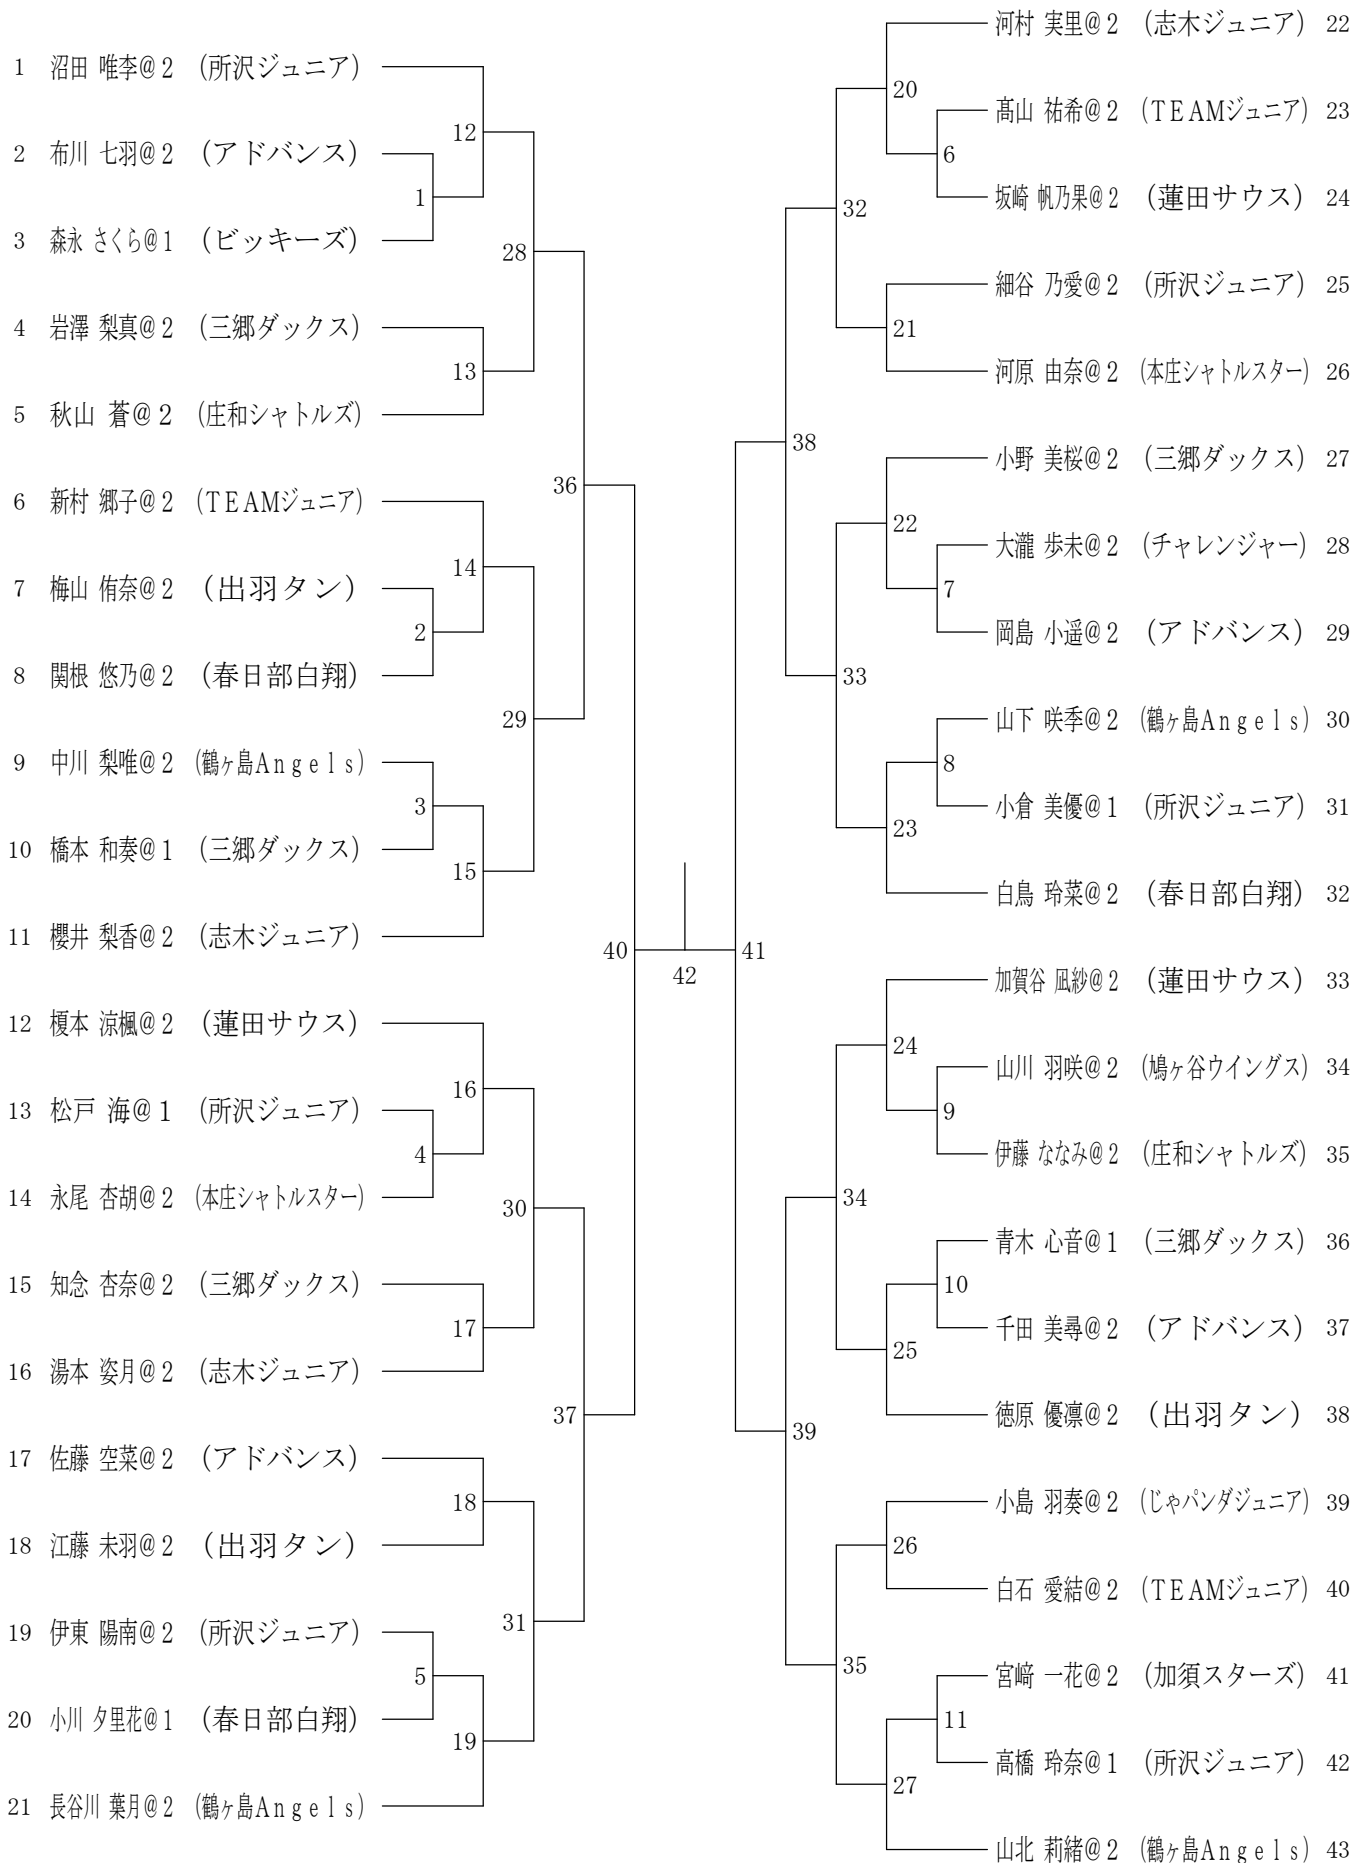 1 沼田 唯李@2 (所沢ジュニア)
2 布川 七羽@2 (アドバンス)
3 森永 さくら@1 (ビッキーズ)
4 岩澤 梨真@2 (三郷ダックス)
5 秋山 蒼@2 (庄和シャトルズ)
6 新村 郷子@2 (TEAMジュニア)
7 梅山 侑奈@2 (出羽タン)
8 関根 悠乃@2 (春日部白翔)
9 中川 梨唯@2 (鶴ヶ島Angels)
10 橋本 和奏@1 (三郷ダックス)
11 櫻井 梨香@2 (志木ジュニア)
12 榎本 涼楓@2 (蓮田サウス)
13 松戸 海@1 (所沢ジュニア)
14 永尾 杏胡@2 (本庄シャトルスター)
15 知念 杏奈@2 (三郷ダックス)
16 湯本 姿月@2 (志木ジュニア)
17 佐藤 空菜@2 (アドバンス)
18 江藤 未羽@2 (出羽タン)
19 伊東 陽南@2 (所沢ジュニア)
20 小川 夕里花@1 (春日部白翔)
21 長谷川 葉月@2 (鶴ヶ島Angels)
1
2
3
4
5
12
13
14
15
16
17
18
19
28
29
30
31
36
37
40
42
41
38
39
32
33
34
35
20
21
22
23
24
25
26
27
6
7
8
9
10
11
河村 実里@2 (志木ジュニア) 22
髙山 祐希@2 (TEAMジュニア) 23
坂崎 帆乃果@2 (蓮田サウス) 24
細谷 乃愛@2 (所沢ジュニア) 25
河原 由奈@2 (本庄シャトルスター) 26
小野 美桜@2 (三郷ダックス) 27
大瀧 歩未@2 (チャレンジャー) 28
岡島 小遥@2 (アドバンス) 29
山下 咲季@2 (鶴ヶ島Angels) 30
小倉 美優@1 (所沢ジュニア) 31
白鳥 玲菜@2 (春日部白翔) 32
加賀谷 凪紗@2 (蓮田サウス) 33
山川 羽咲@2 (鳩ヶ谷ウイングス) 34
伊藤 ななみ@2 (庄和シャトルズ) 35
青木 心音@1 (三郷ダックス) 36
千田 美尋@2 (アドバンス) 37
徳原 優凛@2 (出羽タン) 38
小島 羽奏@2 (じゃパンダジュニア) 39
白石 愛結@2 (TEAMジュニア) 40
宮﨑 一花@2 (加須スターズ) 41
高橋 玲奈@1 (所沢ジュニア) 42
山北 莉緒@2 (鶴ヶ島Angels) 43